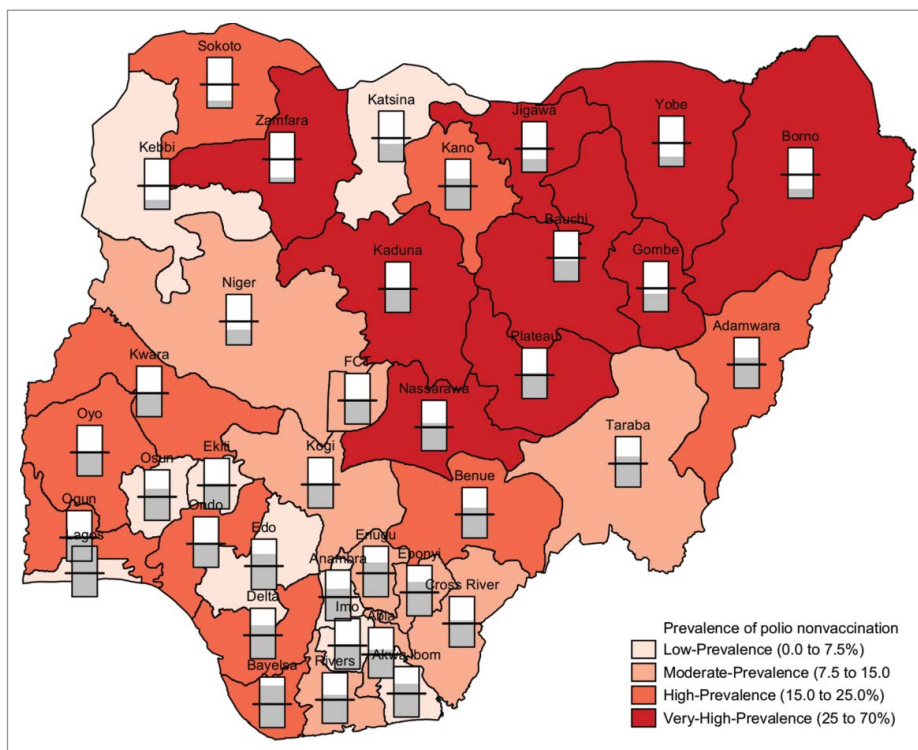 Sokoto
Katsina
Jigawa
Yobe
Borno
Zamfara
Kebbi
Kano
Bauchi
Kaduna
Gombe
Niger
Adamwara
Plateau
Kwara
FCT
Nassarawa
Oyo
Taraba
Osun
Ekiti
Kogi
Benue
Ogun
Ondo
Edo
Lagos
Enugu
Anambra
Ebonyi
Cross River
Delta
Imo
Abia
Bayelsa
Rivers
Akwa Ibom
Prevalence of polio nonvaccination
Low-Prevalence (0.0 to 7.5%)
Moderate-Prevalence (7.5 to 15.0
High-Prevalence (15.0 to 25.0%)
Very-High-Prevalence (25 to 70%)